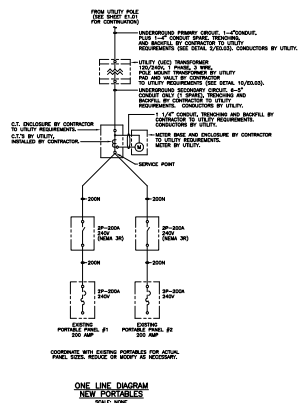 FROM UTILITY POLE
(SEE SHEET E1.01
FOR CONTINUATION)
UNDERGROUND PRIMARY CIRCUIT. 1-4"CONDUIT.
PLUS 1-4" CONDUIT SPARE. TRENCHING,
AND BACKFILL BY CONTRACTOR TO UTILITY
REQUIREMENTS (SEE DETAIL 2/E0.03). CONDUCTORS BY UTILITY.
UTILITY (UEC) TRANSFORMER
120/240V, 1 PHASE, 3 WIRE,
POLE MOUNT TRANSFORMER BY UTILITY
PAD AND VAULT BY CONTRACTOR
TO UTILITY REQUIREMENTS (SEE DETAIL 10/E0.03).
UNDERGROUND SECONDARY CIRCUIT. 6-5"
CONDUIT ONLY (1 SPARE), TRENCHING AND
BACKFILL BY CONTRACTOR TO UTILITY
REQUIREMENTS. CONDUCTORS BY UTILITY.
1 1/4" CONDUIT, TRENCHING AND BACKFILL BY
CONTRACTOR TO UTILITY REQUIREMENTS.
CONDUCTORS BY UTILITY.
C.T. ENCLOSURE BY CONTRACTOR
TO UTILITY REQUIREMENTS.
C.T.'S BY UTILITY,
INSTALLED BY CONTRACTOR.
METER BASE AND ENCLOSURE BY CONTRACTOR
TO UTILITY REQUIREMENTS.
METER BY UTILITY.
M
SERVICE POINT
200N
200N
2P-200A
240V
(NEMA 3R)
2P-200A
240V
(NEMA 3R)
200N
200N
2P-200A
240V
2P-200A
240V
EXISTING
PORTABLE PANEL #1
200 AMP
EXISTING
PORTABLE PANEL #2
200 AMP
COORDINATE WITH EXISTING PORTABLES FOR ACTUAL
PANEL SIZES. REDUCE OR MODIFY AS NECESSARY.
ONE LINE DIAGRAM
NEW PORTABLES
SCALE: NONE